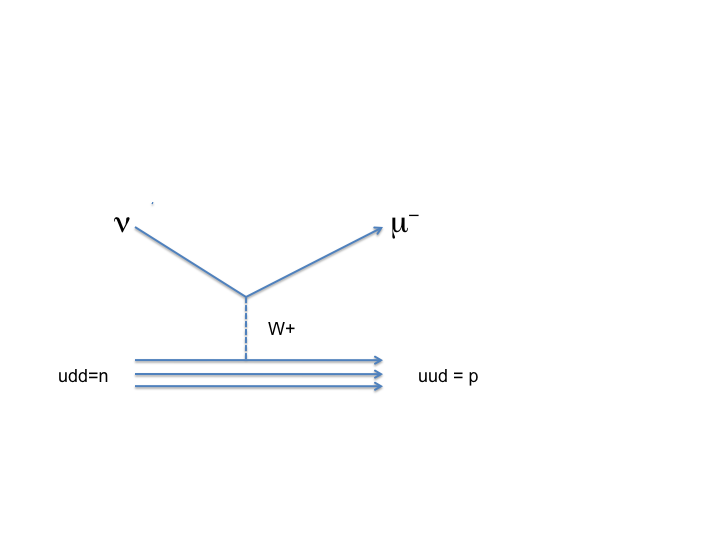 ν
μ⁻
W+
udd=n
uud = p